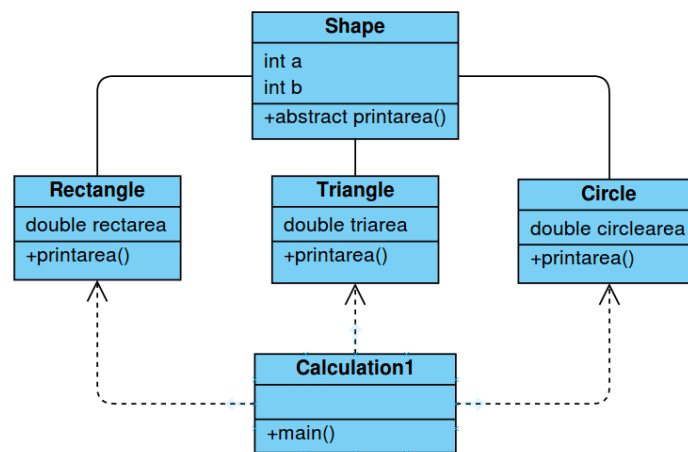 Shape
int a
int b
+abstract printarea()
Rectangle
double rectarea
+printarea()
Triangle
double triarea
+printarea()
Circle
double circlearea
+printarea()
Calculation1
+main()